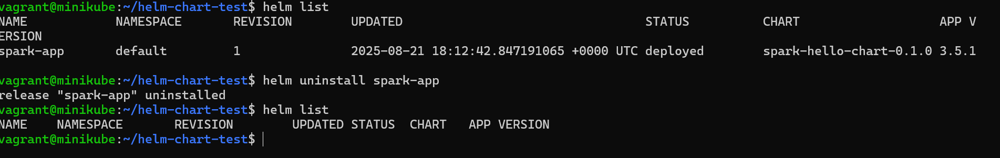 vagrant@minikube:~/helm-chart-test$ helm list
NAME NAMESPACE REVISION UPDATED STATUS CHART APP V
ERSION
spark-app default 1 2025-08-21 18:12:42.847191065 +0000 UTC deployed spark-hello-chart-0.1.0 3.5.1
vagrant@minikube:~/helm-chart-test$ helm uninstall spark-app
release "spark-app" uninstalled
vagrant@minikube:~/helm-chart-test$ helm list
NAME NAMESPACE REVISION UPDATED STATUS CHART APP VERSION
vagrant@minikube:~/helm-chart-test$